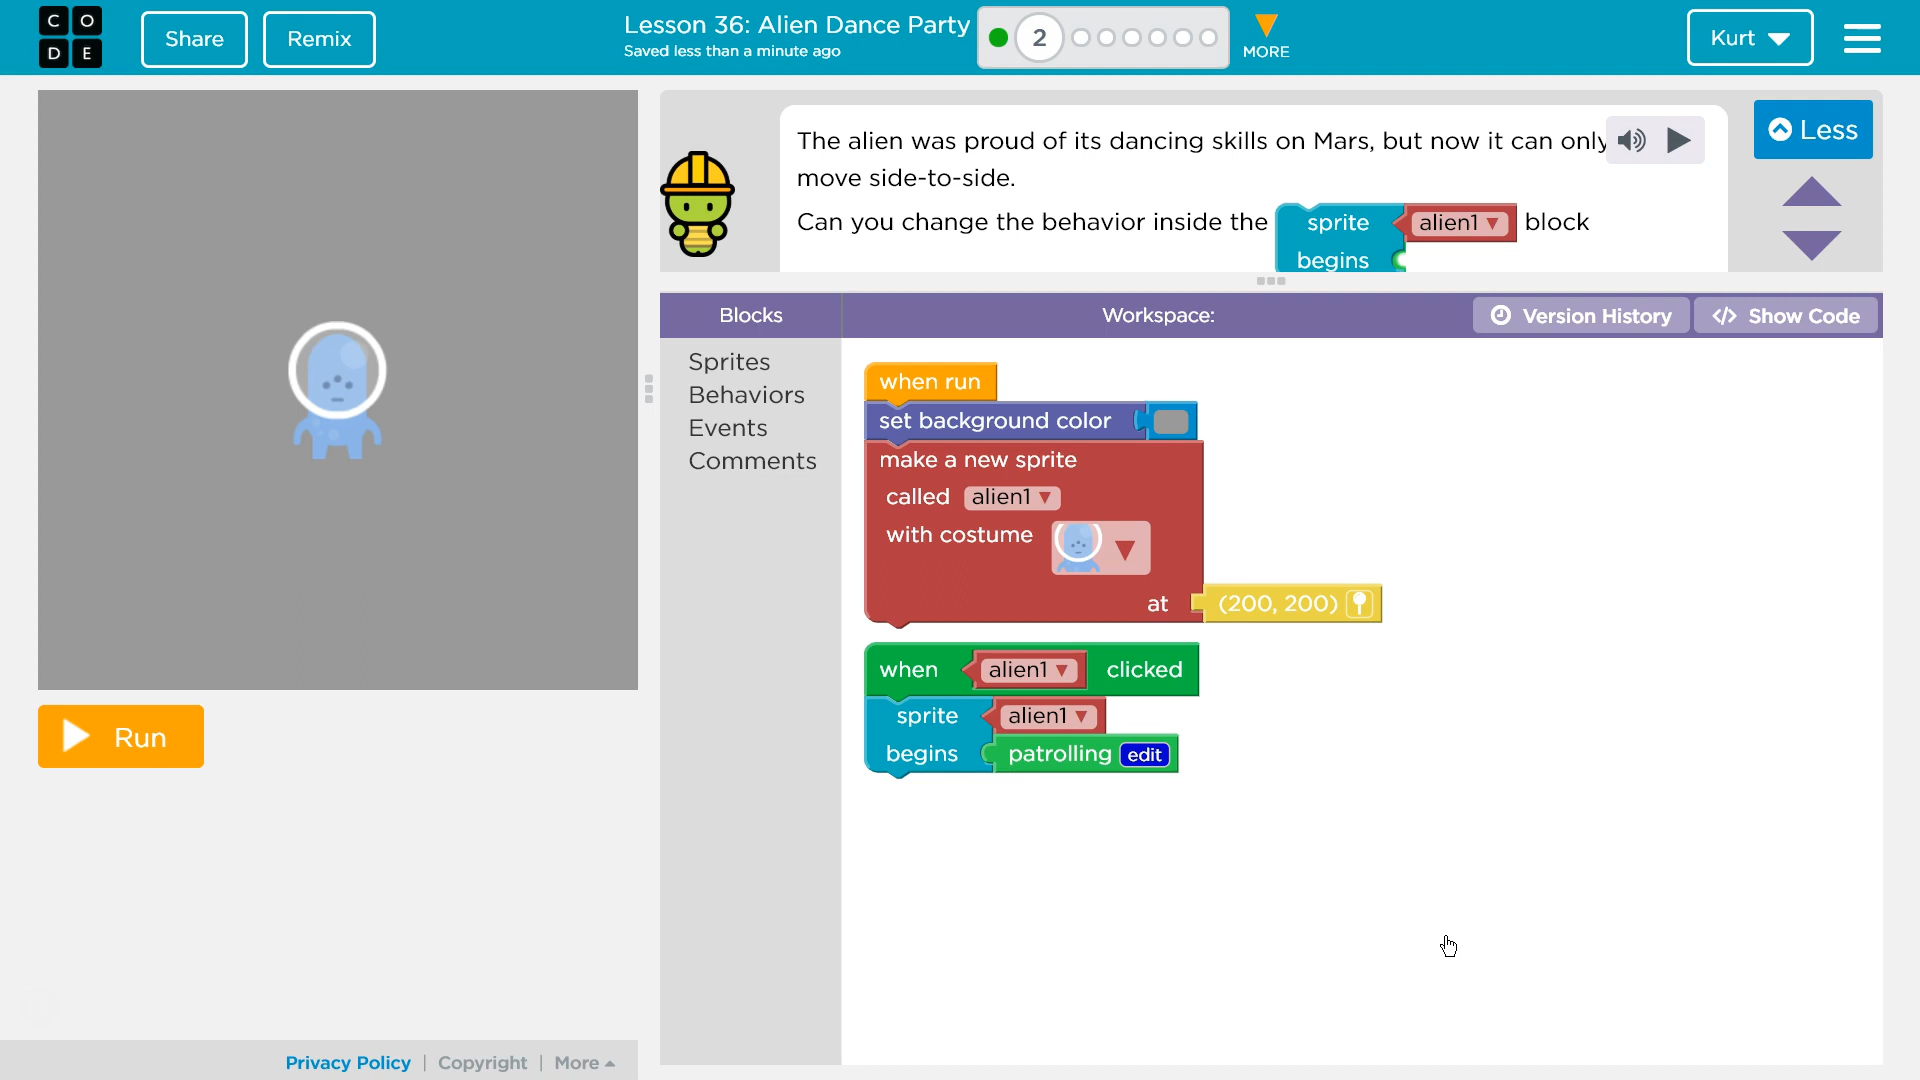 C O
D E
Share
Remix
Lesson 36: Alien Dance Party
Saved less than a minute ago
2
MORE
Kurt
The alien was proud of its dancing skills on Mars, but now it can only
move side-to-side.
Can you change the behavior inside the sprite alien1 block
begins
Less
Blocks
Workspace:
Version History
Show Code
Sprites
Behaviors
Events
Comments
when run
set background color
make a new sprite
called alien1
with costume
at (200, 200)
when alien1 clicked
sprite alien1
begins patrolling edit
Run
Privacy Policy | Copyright | More